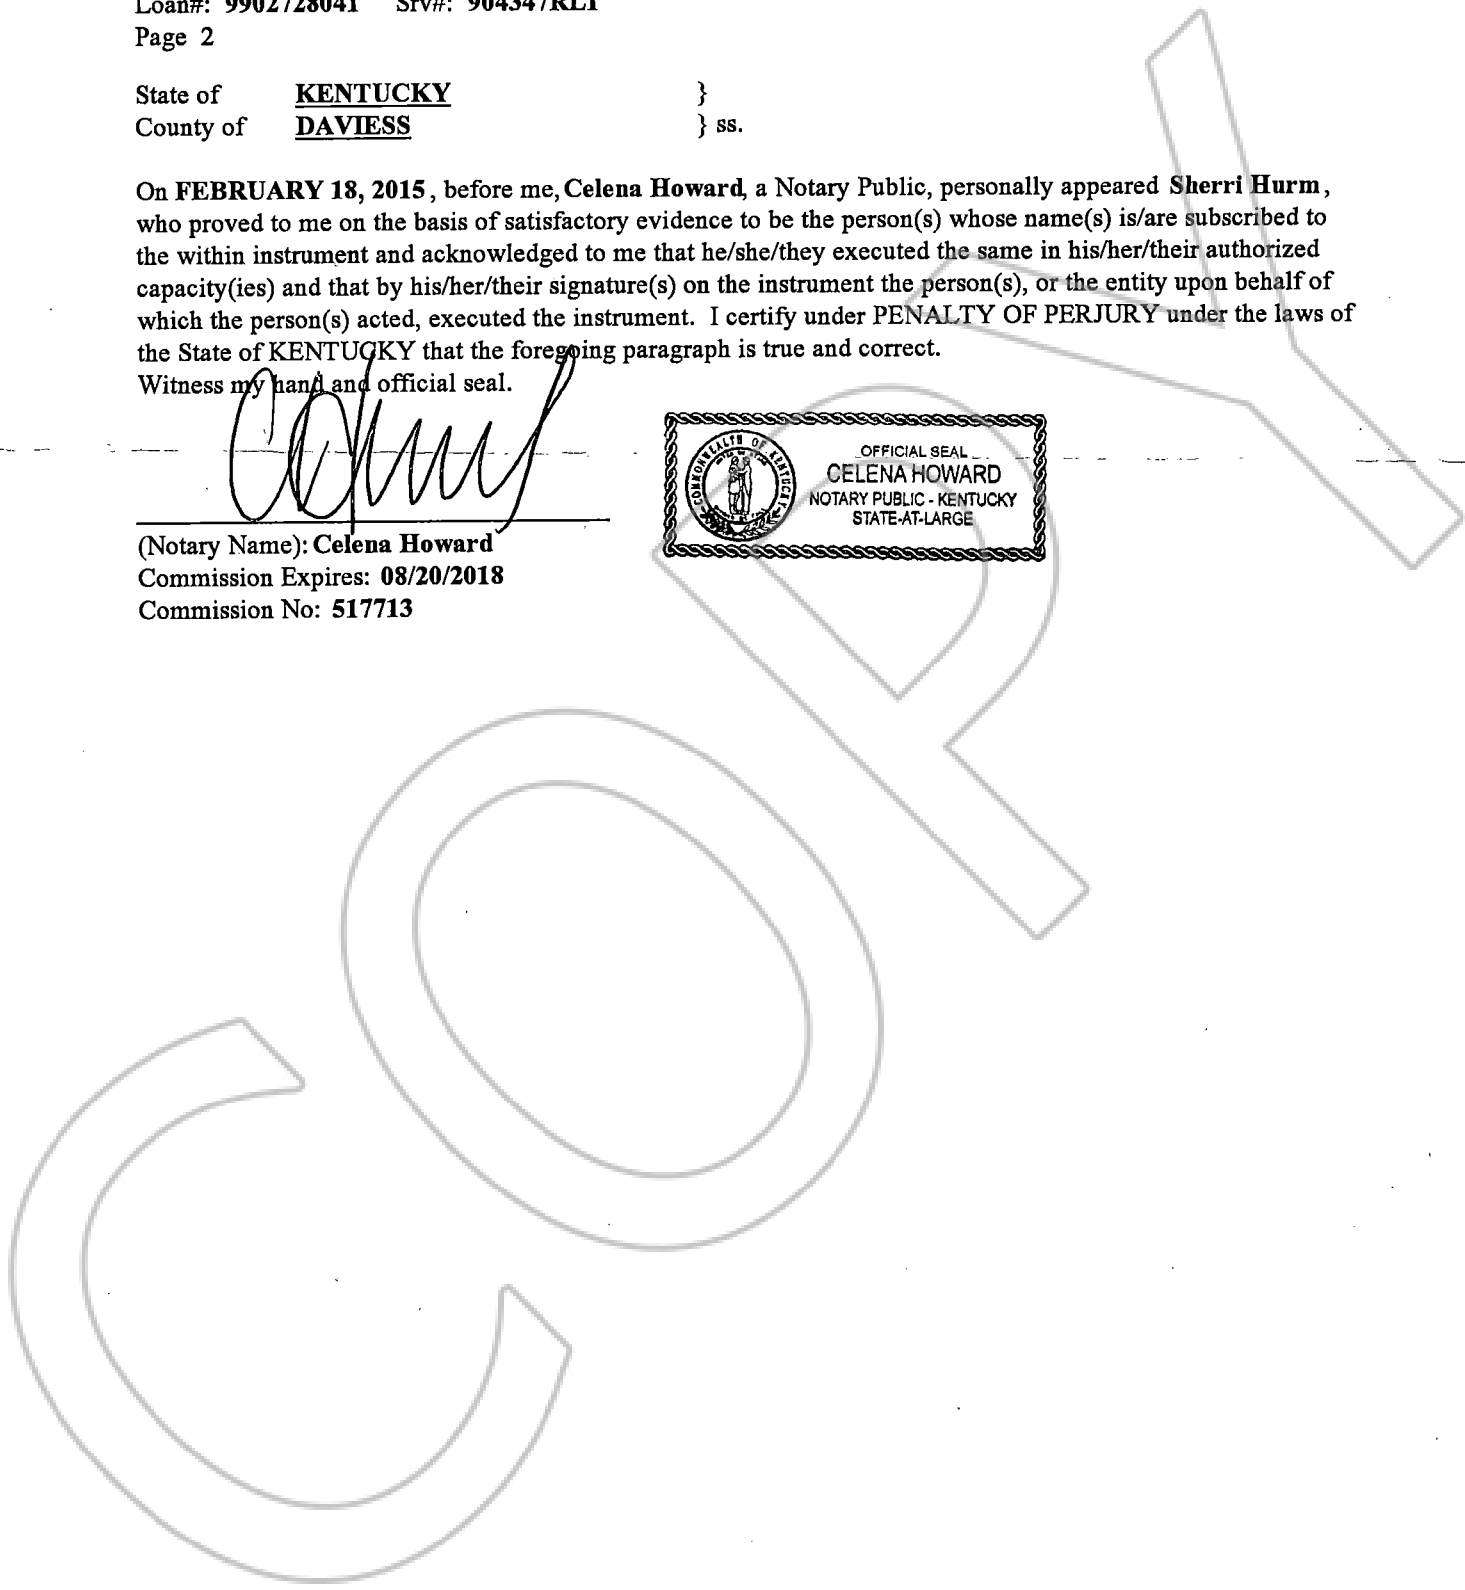 Loan#: 9902728041 Srv#: 904347RL1
Page 2
State of KENTUCKY }
County of DAVIESS } ss.
On FEBRUARY 18, 2015, before me, Celena Howard, a Notary Public, personally appeared Sherri Hurm,
who proved to me on the basis of satisfactory evidence to be the person(s) whose name(s) is/are subscribed to
the within instrument and acknowledged to me that he/she/they executed the same in his/her/their authorized
capacity(ies) and that by his/her/their signature(s) on the instrument the person(s), or the entity upon behalf of
which the person(s) acted, executed the instrument. I certify under PENALTY OF PERJURY under the laws of
the State of KENTUCKY that the foregoing paragraph is true and correct.
Witness my hand and official seal.
COMMONWEALTH OF KENTUCKY
OFFICIAL SEAL
CELENA HOWARD
NOTARY PUBLIC - KENTUCKY
STATE-AT-LARGE
(Notary Name): Celena Howard
Commission Expires: 08/20/2018
Commission No: 517713
COPY